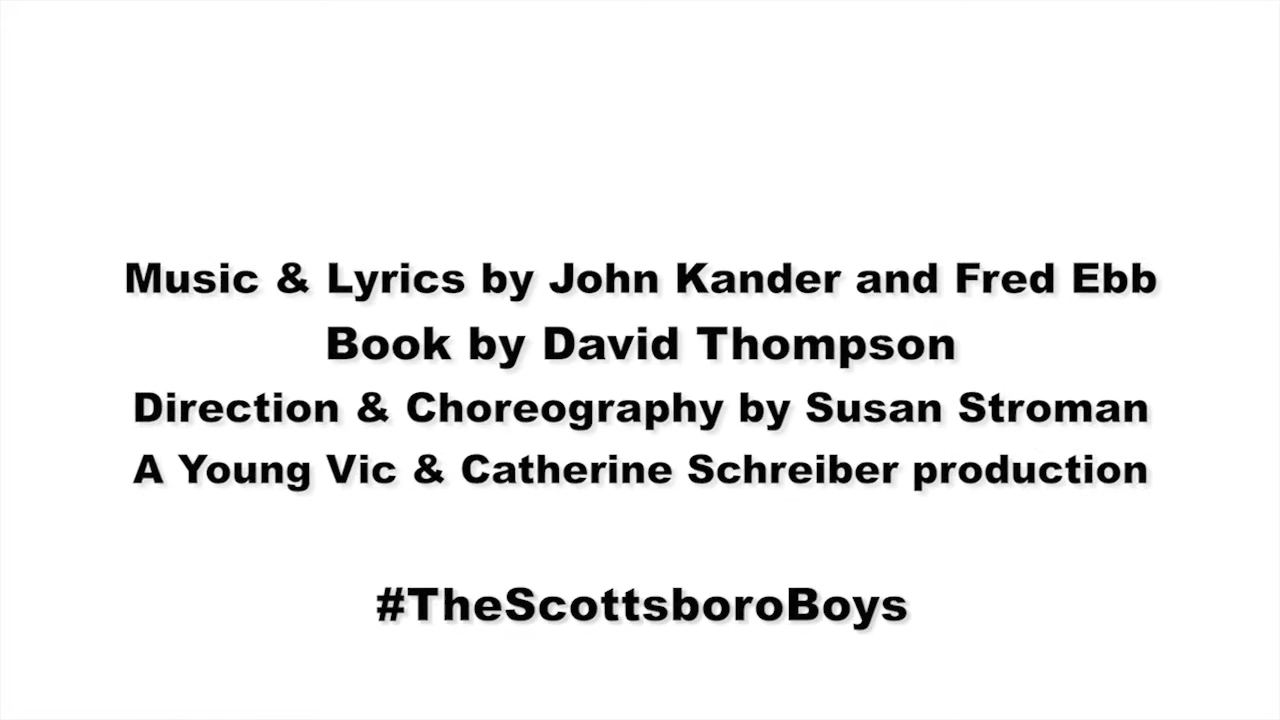 Music & Lyrics by John Kander and Fred Ebb
Book by David Thompson
Direction & Choreography by Susan Stroman
A Young Vic & Catherine Schreiber production
#TheScottsboroBoys